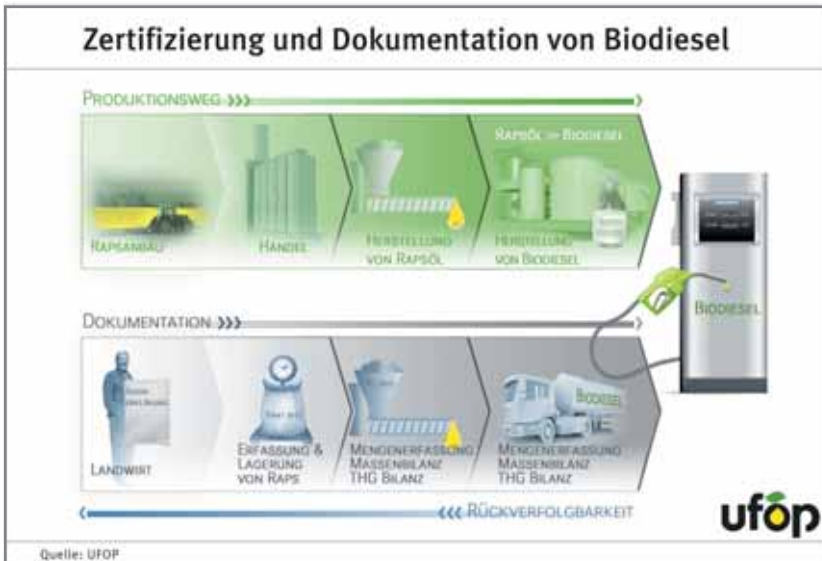 Zertifizierung und Dokumentation von Biodiesel
PRODUKTIONSWEG >>>
RAPSANBAU
HANDEL
HERSTELLUNG
VON RAPSÖL
RAPSÖL >> BIODIESEL
HERSTELLUNG
VON BIODIESEL
BIODIESEL
DOKUMENTATION >>>
LANDWIRT
ERFASSUNG &
LAGERUNG
VON RAPS
MENGENERFASSUNG
MASSENBILANZ
THG BILANZ
BIODIESEL
MENGENERFASSUNG
MASSENBILANZ
THG BILANZ
<<< RÜCKVERFOLGBARKEIT
ufop
Quelle: UFOP